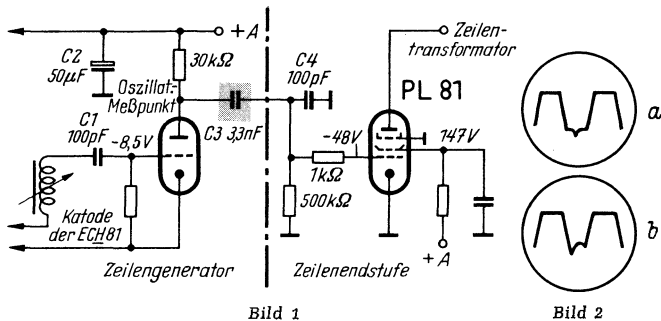 +A
C2
50µF
30kΩ
Oszillat.-
Meßpunkt
C4
100pF
Zeilen-
transformator
PL 81
C1
100pF
-8,5V
C3 3,3nF
-48V
147V
1kΩ
500kΩ
Katode
der ECH81
+A
Zeilengenerator
Zeilenendstufe
a
b
Bild 1
Bild 2